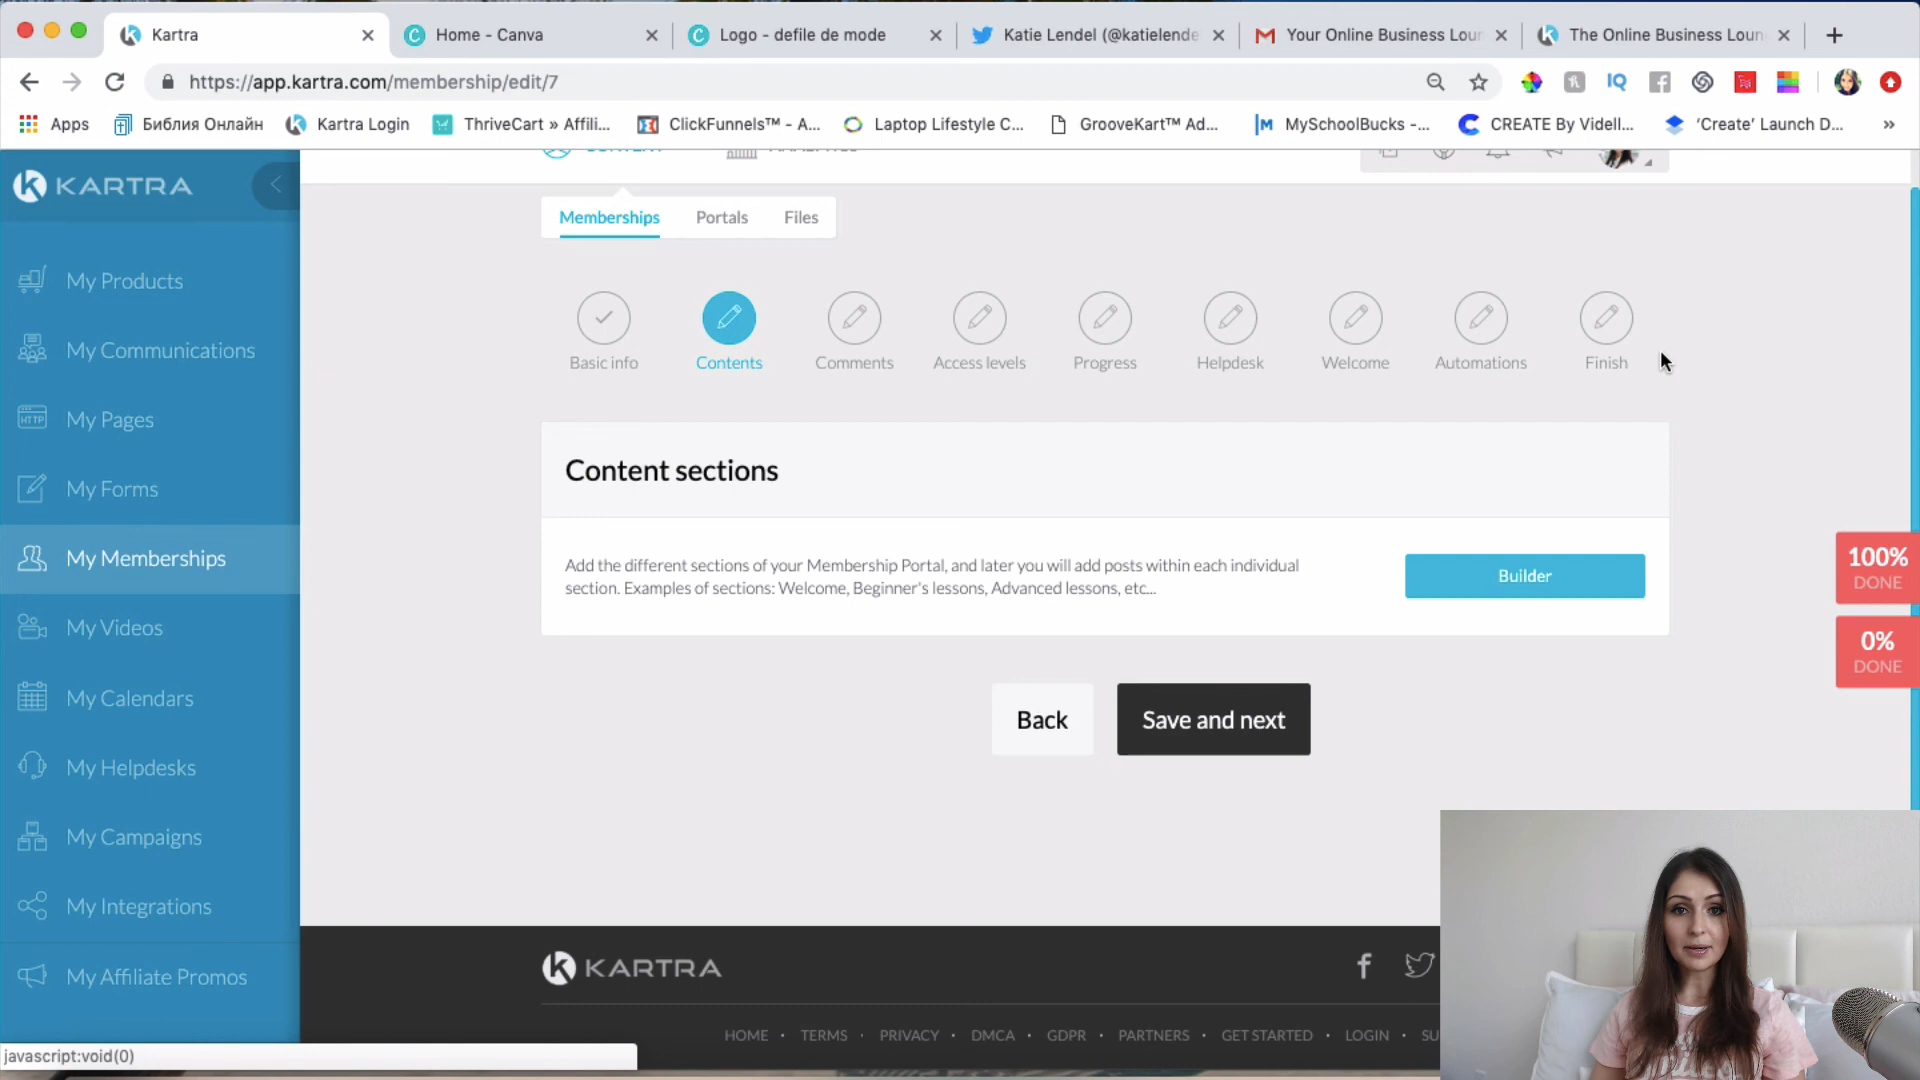 Kartra
Home - Canva
Logo - defile de mode
Katie Lendel (@katielende
Your Online Business Lour
The Online Business Loun
https://app.kartra.com/membership/edit/7
Apps
Библия Онлайн
Kartra Login
ThriveCart » Affili...
ClickFunnels™ - A...
Laptop Lifestyle C...
GrooveKart™ Ad...
MySchoolBucks -...
CREATE By Videll...
'Create' Launch D...
»
KARTRA
My Products
My Communications
My Pages
My Forms
My Memberships
My Videos
My Calendars
My Helpdesks
My Campaigns
My Integrations
My Affiliate Promos
CONTENT
ANALYTICS
Memberships
Portals
Files
Basic info
Contents
Comments
Access levels
Progress
Helpdesk
Welcome
Automations
Finish
Content sections
Add the different sections of your Membership Portal, and later you will add posts within each individual
section. Examples of sections: Welcome, Beginner's lessons, Advanced lessons, etc...
Builder
Back
Save and next
100%
DONE
0%
DONE
KARTRA
HOME • TERMS • PRIVACY • DMCA • GDPR • PARTNERS • GET STARTED • LOGIN • SU
javascript:void(0)